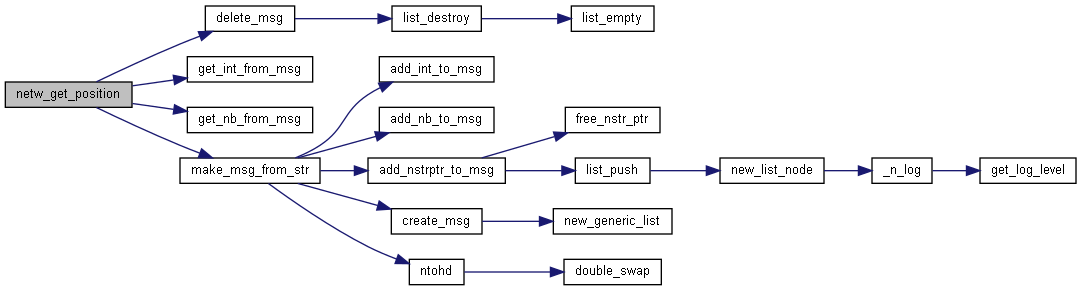 delete_msg
list_destroy
list_empty
get_int_from_msg
add_int_to_msg
netw_get_position
get_nb_from_msg
add_nb_to_msg
free_nstr_ptr
make_msg_from_str
add_nstrptr_to_msg
list_push
new_list_node
_n_log
get_log_level
create_msg
new_generic_list
ntohd
double_swap